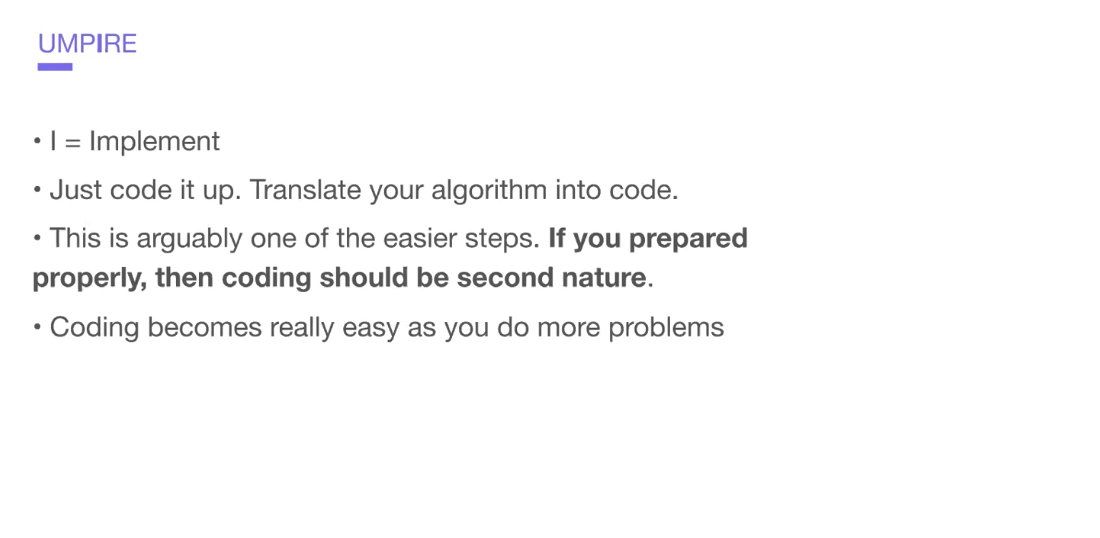 UMPIRE
• I = Implement
• Just code it up. Translate your algorithm into code.
• This is arguably one of the easier steps. If you prepared
properly, then coding should be second nature.
• Coding becomes really easy as you do more problems